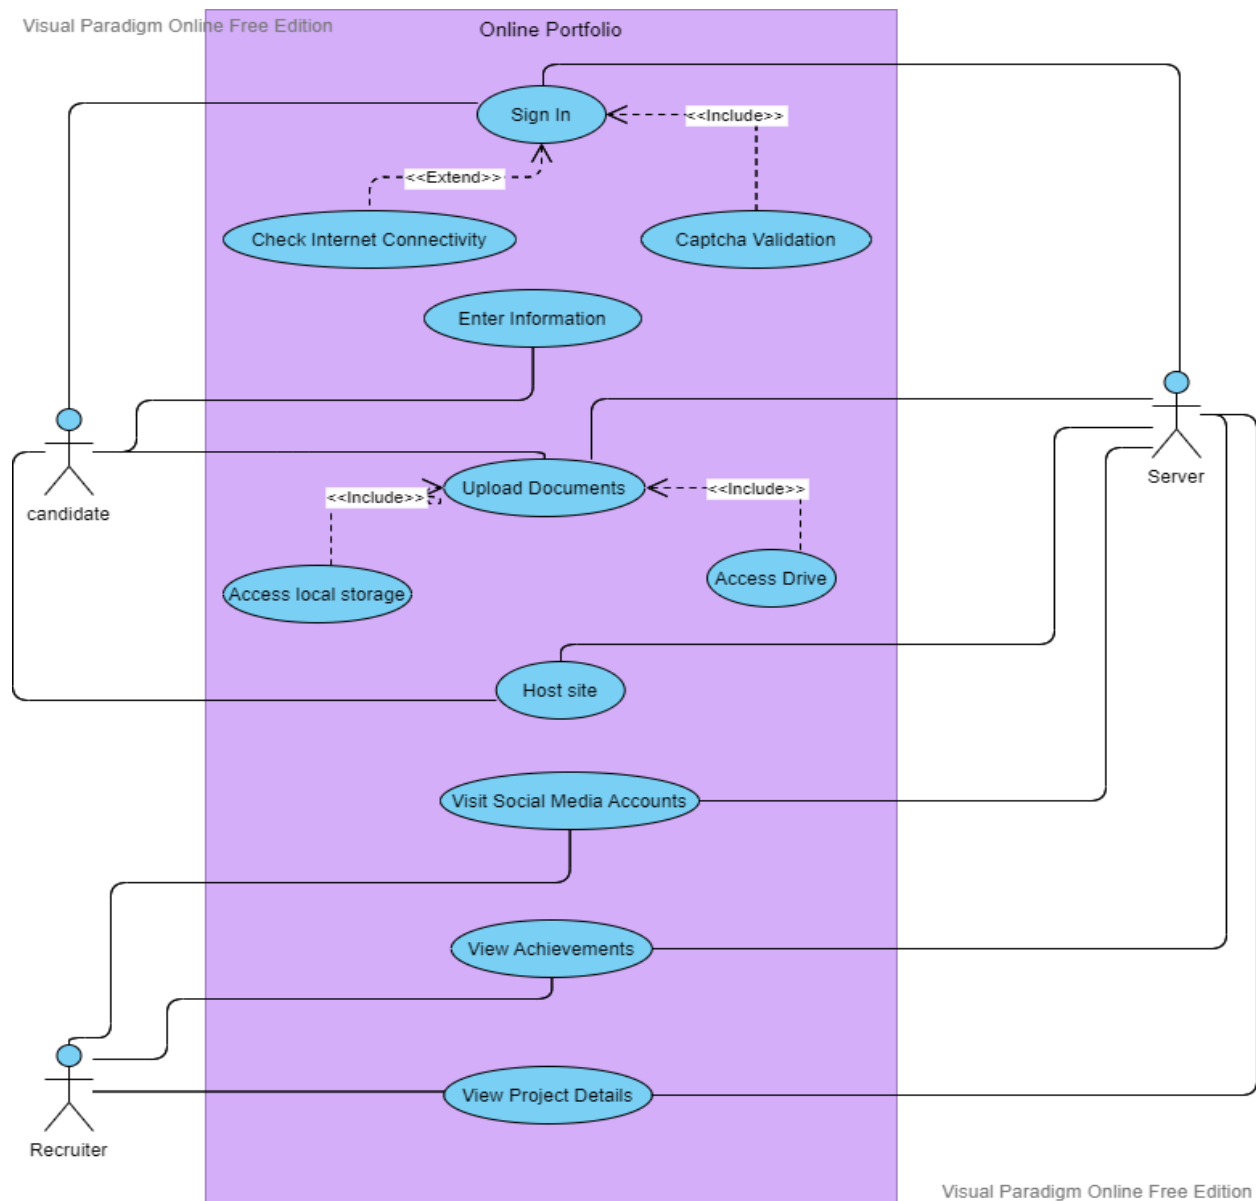 Visual Paradigm Online Free Edition
Online Portfolio
Sign In
<<Include>>
<<Extend>>
Check Internet Connectivity
Captcha Validation
Enter Information
candidate
Server
Upload Documents
<<Include>>
<<Include>>
Access local storage
Access Drive
Host site
Visit Social Media Accounts
View Achievements
View Project Details
Recruiter
Visual Paradigm Online Free Edition